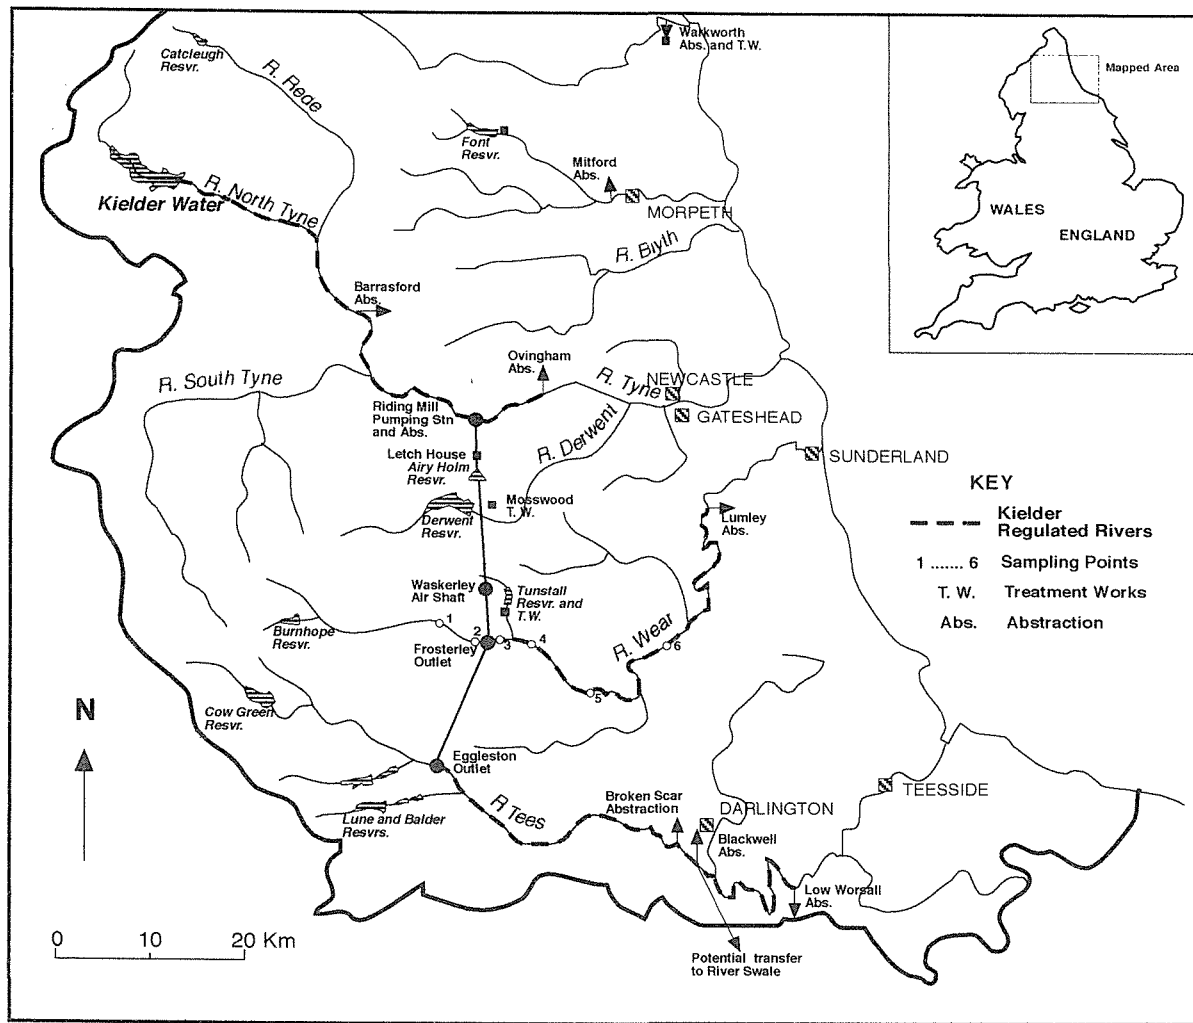 Catcleugh
Resvr.
R. Rede
Warkworth
Abs. and T.W.
Mapped Area
WALES
ENGLAND
Font
Resvr.
Mitford
Abs.
MORPETH
Kielder Water
R. North Tyne
R. Blyth
Barrasford
Abs.
R. South Tyne
Ovingham
Abs.
R. Tyne
NEWCASTLE
GATESHEAD
Riding Mill
Pumping Stn
and Abs.
R. Derwent
Letch House
Airy Holm
Resvr.
SUNDERLAND
Mosswood
T. W.
Derwent
Resvr.
Lumley
Abs.
KEY
Kielder
Regulated Rivers
1 ....... 6 Sampling Points
T. W. Treatment Works
Abs. Abstraction
Waskerley
Air Shaft
Tunstall
Resvr. and
T.W.
Burnhope
Resvr.
1
2
3
4
5
6
Frosterley
Outlet
R. Wear
N
Cow Green
Resvr.
Eggleston
Outlet
Lune and Balder
Resvrs.
R Tees
Broken Scar
Abstraction
DARLINGTON
Blackwell
Abs.
TEESSIDE
Low Worsall
Abs.
Potential transfer
to River Swale
0 10 20 Km